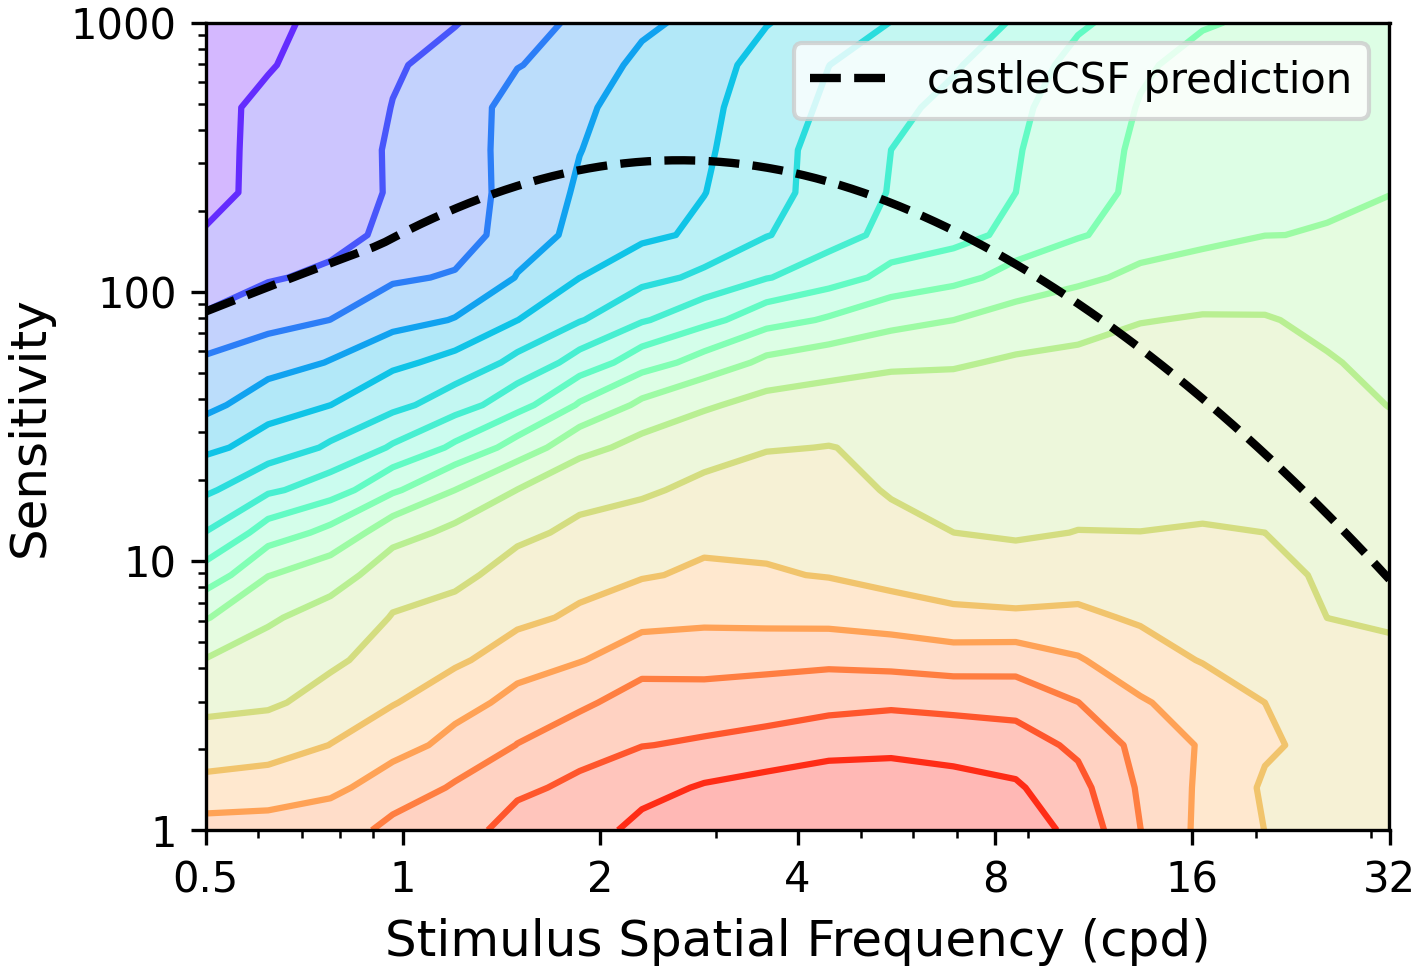 1000
castleCSF prediction
100
Sensitivity
10
1
0.5 1 2 4 8 16 32
Stimulus Spatial Frequency (cpd)